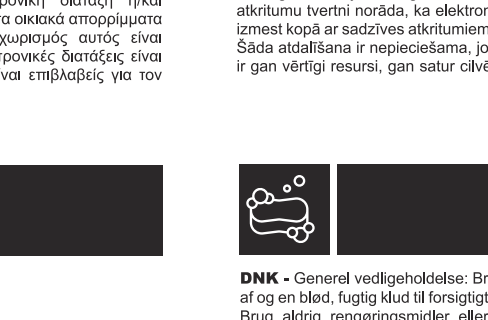 διάταξη η/και
τα οικιακά απορρίμματα
χωρισμός αυτός είναι
τρονικές διατάξεις είναι
ίναι επιβλαβείς για τον
atkritumu tvertni norāda, ka elektron
izmest kopā ar sadzīves atkritumiem
Šāda atdalīšana ir nepieciešama, jo
ir gan vērtīgi resursi, gan satur cilvē
DNK - Generel vedligeholdelse: Br
af og en blød, fugtig klud til forsigtigt
Brug aldrig rengøringsmidler eller